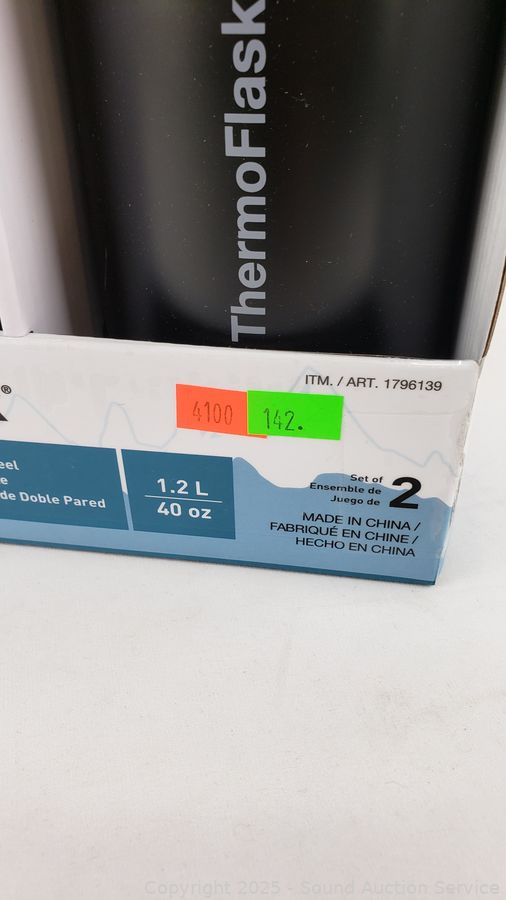 ThermoFlask
ITM. / ART. 1796139
®
4100
142.
eel
e
de Doble Pared
1.2 L
40 oz
Set of
Ensemble de
Juego de
2
MADE IN CHINA /
FABRIQUÉ EN CHINE /
HECHO EN CHINA
Copyright 2025 - Sound Auction Service